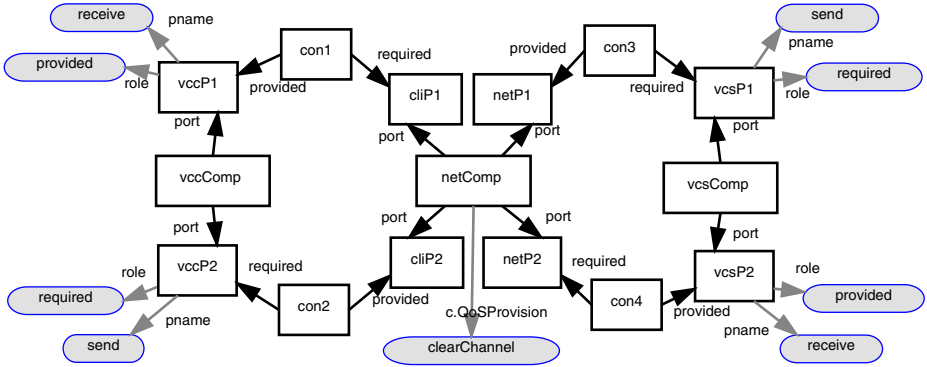 receive
pname
send
con1
con3
provided
required
provided
pname
provided
required
role
vccP1
provided
required
vcsP1
role
cliP1
netP1
port
port
port
port
vccComp
netComp
vcsComp
port
port
port
port
vccP2
required
cliP2
netP2
required
vcsP2
role
role
required
con2
provided
con4
provided
provided
pname
c.QoSProvision
pname
send
clearChannel
receive